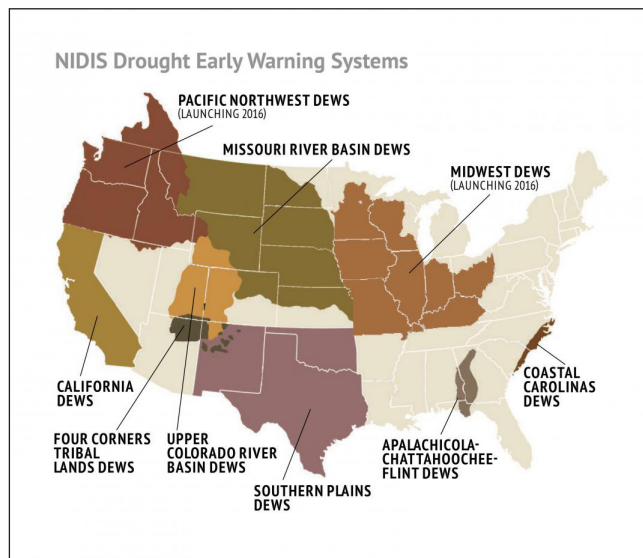 NIDIS Drought Early Warning Systems
PACIFIC NORTHWEST DEWS
(LAUNCHING 2016)
MISSOURI RIVER BASIN DEWS
MIDWEST DEWS
(LAUNCHING 2016)
CALIFORNIA
DEWS
FOUR CORNERS
TRIBAL
LANDS DEWS
UPPER
COLORADO RIVER
BASIN DEWS
SOUTHERN PLAINS
DEWS
APALACHICOLA-
CHATTAHOOCHEE-
FLINT DEWS
COASTAL
CAROLINAS
DEWS